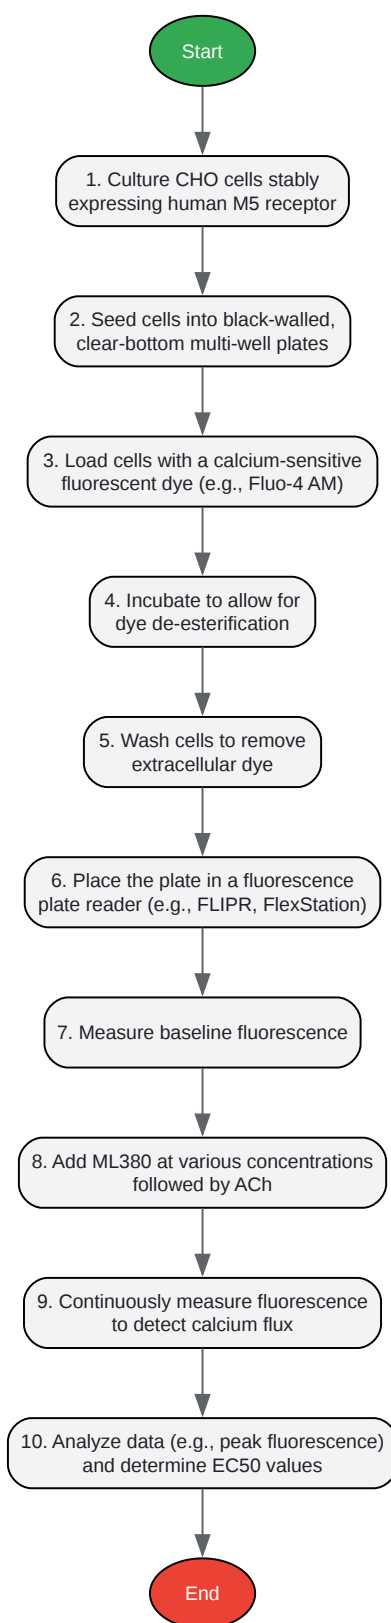 Start
1. Culture CHO cells stably
expressing human M5 receptor
2. Seed cells into black-walled,
clear-bottom multi-well plates
3. Load cells with a calcium-sensitive
fluorescent dye (e.g., Fluo-4 AM)
4. Incubate to allow for
dye de-esterification
5. Wash cells to remove
extracellular dye
6. Place the plate in a fluorescence
plate reader (e.g., FLIPR, FlexStation)
7. Measure baseline fluorescence
8. Add ML380 at various concentrations
followed by ACh
9. Continuously measure fluorescence
to detect calcium flux
10. Analyze data (e.g., peak fluorescence)
and determine EC50 values
End